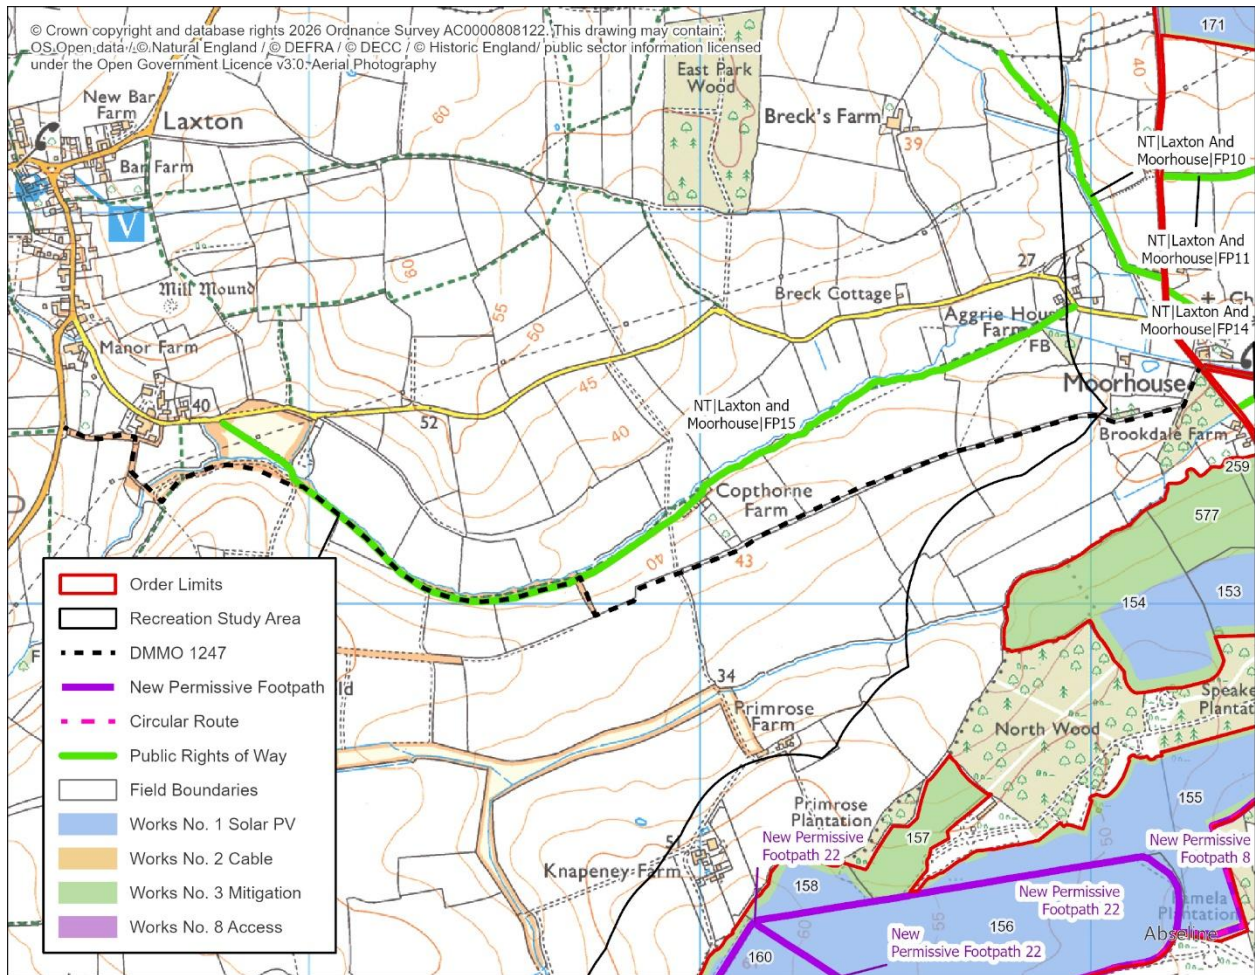 © Crown copyright and database rights 2026 Ordnance Survey AC0000808122. This drawing may contain:
OS Open data / © Natural England / © DEFRA / © DECC / © Historic England/ public sector information licensed
under the Open Government Licence v3.0. Aerial Photography
171
40
60
East Park
Wood
New Bar
Farm
Laxton
Breck's Farm
39
NT|Laxton And
Moorhouse|FP10
Bar Farm
V
NT|Laxton And
Moorhouse|FP11
60
27
Mill Mound
55
Breck Cottage
50
Aggrie House
Farm
NT|Laxton And
Moorhouse|FP14
FB
Manor Farm
45
Moorhouse
40
52
NT|Laxton and
Moorhouse|FP15
40
Brookdale Farm
259
Copthorne
Farm
577
40
43
154
153
Order Limits
Recreation Study Area
DMMO 1247
New Permissive Footpath
Circular Route
Public Rights of Way
Field Boundaries
Works No. 1 Solar PV
Works No. 2 Cable
Works No. 3 Mitigation
Works No. 8 Access
34
Primrose
Farm
Speake
Plantat
North Wood
155
Primrose
Plantation
157
New Permissive
Footpath 22
New Permissive
Footpath 8
Knapeney Farm
158
New Permissive
Footpath 22
Pamela
Plantation
156
55
60
New
Permissive Footpath 22
Abseline
160